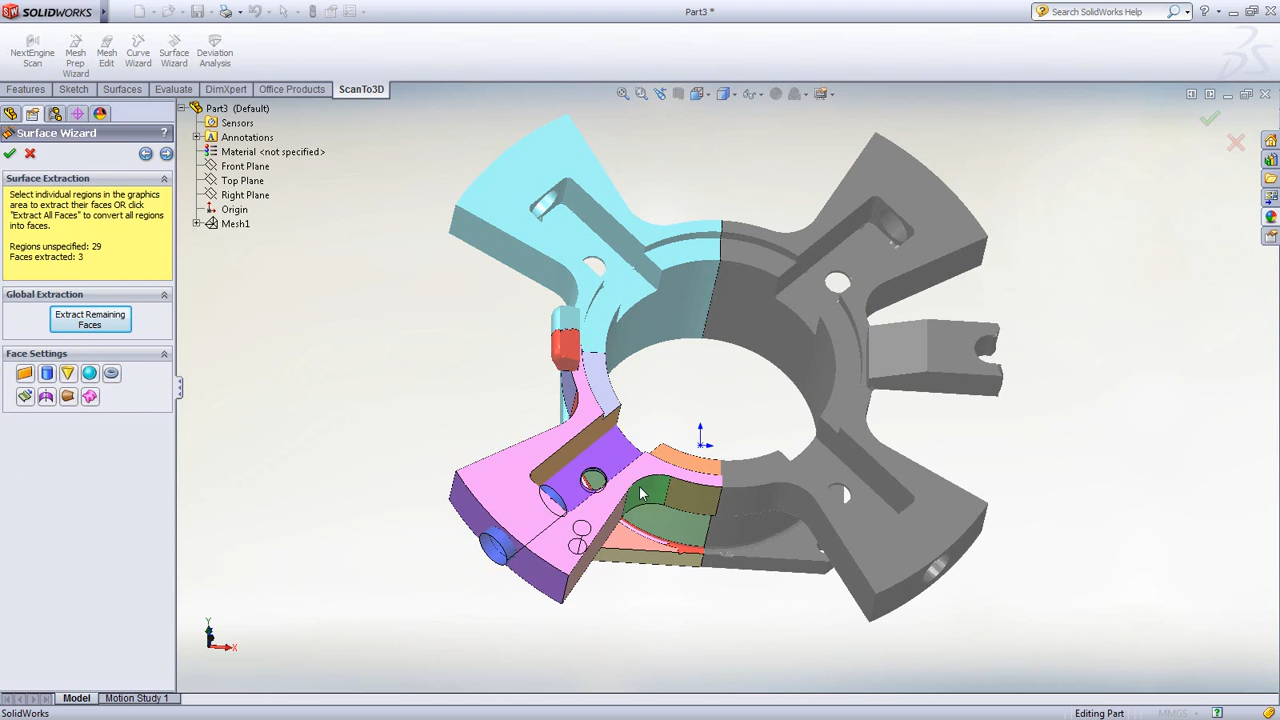 SOLIDWORKS
Part3 *
Search SolidWorks Help
NextEngine
Scan
Mesh
Prep
Wizard
Mesh
Edit
Curve
Wizard
Surface
Wizard
Deviation
Analysis
Features
Sketch
Surfaces
Evaluate
DimXpert
Office Products
ScanTo3D
Surface Wizard
?
Surface Extraction
Select individual regions in the graphics
area to extract their faces OR click
"Extract All Faces" to convert all regions
into faces.
Regions unspecified: 29
Faces extracted: 3
Global Extraction
Extract Remaining
Faces
Face Settings
Part3 (Default)
Sensors
Annotations
Material <not specified>
Front Plane
Top Plane
Right Plane
Origin
Mesh1
Y
X
Model
Motion Study 1
SolidWorks
Editing Part
MMGS